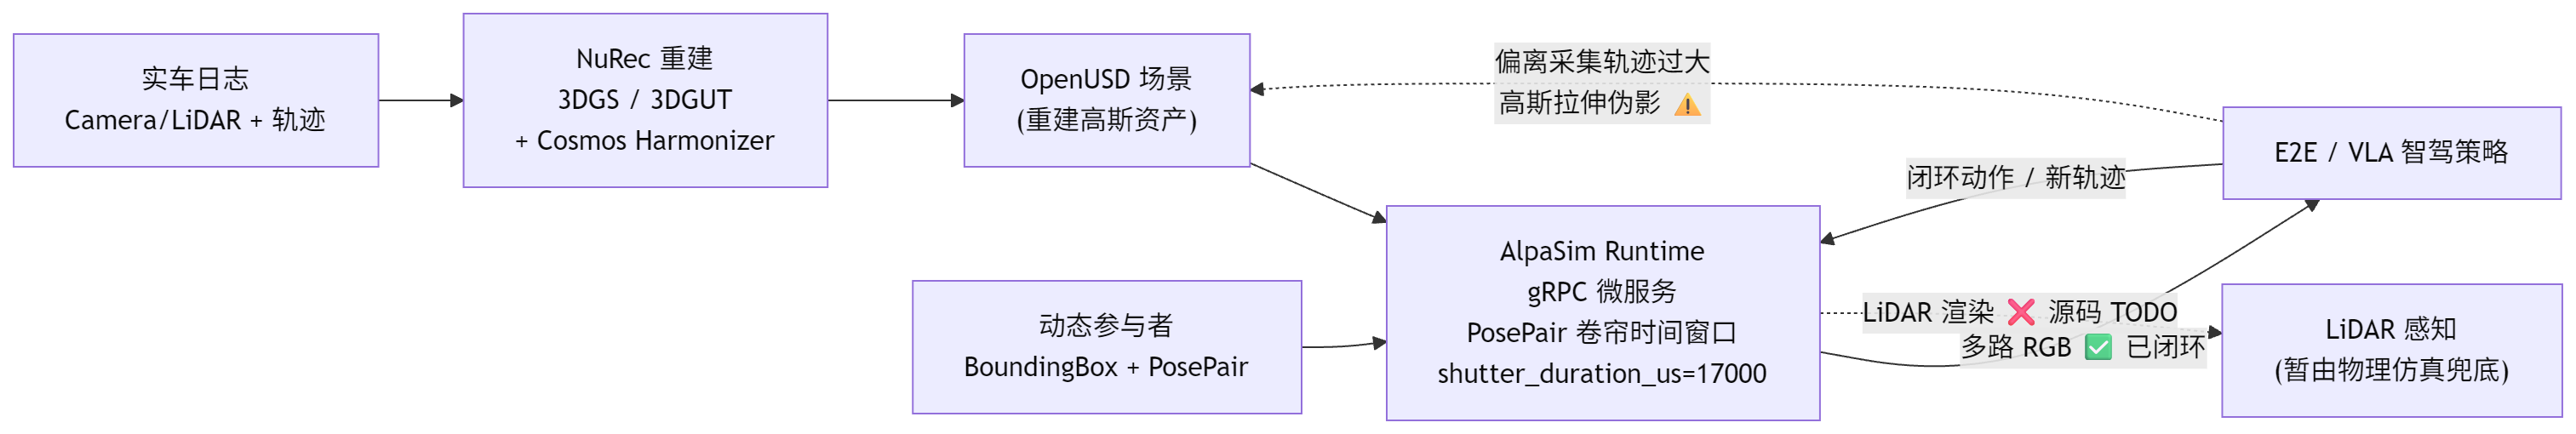 实车日志
Camera/LiDAR + 轨迹
NuRec 重建
3DGS / 3DGUT
+ Cosmos Harmonizer
OpenUSD 场景
(重建高斯资产)
偏离采集轨迹过大
高斯拉伸伪影 ⚠️
E2E / VLA 智驾策略
闭环动作 / 新轨迹
动态参与者
BoundingBox + PosePair
AlpaSim Runtime
gRPC 微服务
PosePair 卷帘时间窗口
shutter_duration_us=17000
LiDAR 渲染 ❌ 源码 TODO
多路 RGB ✅ 已闭环
LiDAR 感知
(暂由物理仿真兜底)